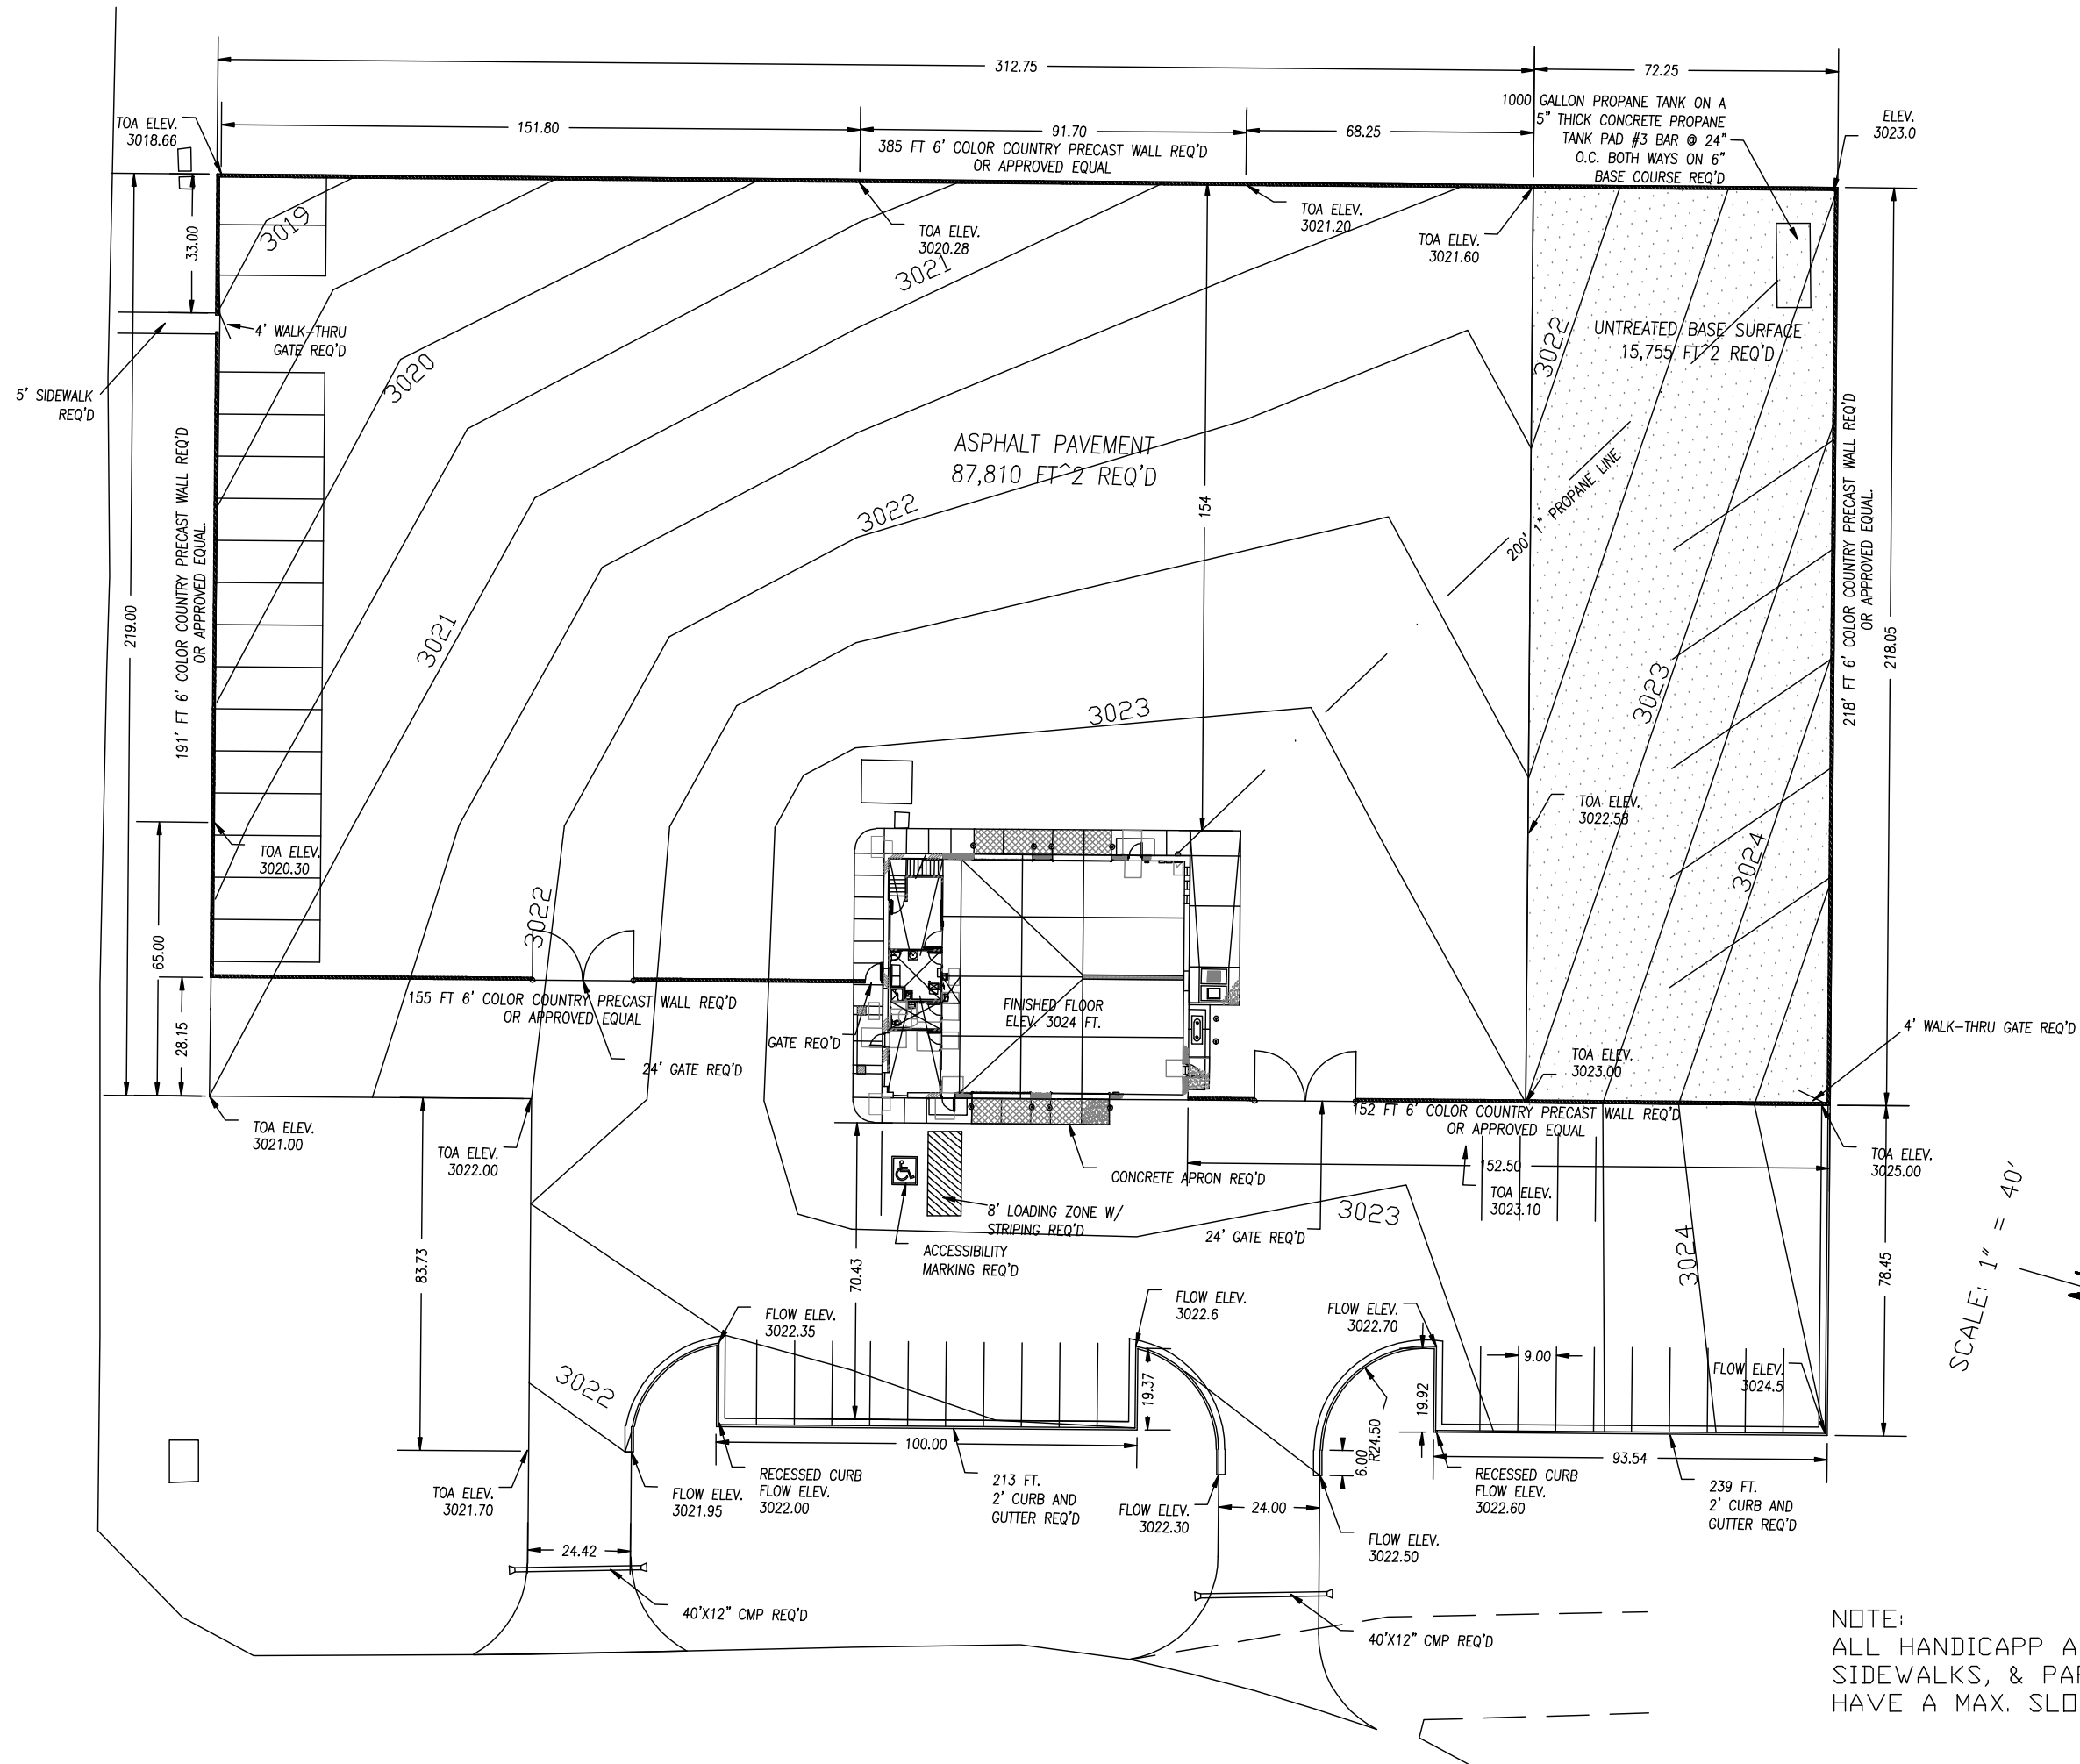 312.75
72.25
1000 GALLON PROPANE TANK ON A
5" THICK CONCRETE PROPANE
TANK PAD #3 BAR @ 24"
O.C. BOTH WAYS ON 6"
BASE COURSE REQ'D
ELEV.
3023.0
TOA ELEV.
3018.66
151.80
91.70
68.25
385 FT 6' COLOR COUNTRY PRECAST WALL REQ'D
OR APPROVED EQUAL
33.00
3019
TOA ELEV.
3020.28
TOA ELEV.
3021.20
TOA ELEV.
3021.60
3021
4' WALK-THRU
GATE REQ'D
5' SIDEWALK
REQ'D
3020
3022
UNTREATED BASE SURFACE
15,755 FT^2 REQ'D
ASPHALT PAVEMENT
87,810 FT^2 REQ'D
154
3022
200' 1" PROPANE LINE
219.00
191' FT 6' COLOR COUNTRY PRECAST WALL REQ'D
OR APPROVED EQUAL.
3021
218' FT 6' COLOR COUNTRY PRECAST WALL REQ'D
OR APPROVED EQUAL.
218.05
3023
3023
TOA ELEV.
3022.58
TOA ELEV.
3020.30
3024
3022
65.00
28.15
155 FT 6' COLOR COUNTRY PRECAST WALL REQ'D
OR APPROVED EQUAL
GATE REQ'D
24' GATE REQ'D
FINISHED FLOOR
ELEV. 3024 FT.
4' WALK-THRU GATE REQ'D
TOA ELEV.
3023.00
152 FT 6' COLOR COUNTRY PRECAST WALL REQ'D
OR APPROVED EQUAL
TOA ELEV.
3021.00
TOA ELEV.
3022.00
CONCRETE APRON REQ'D
152.50
TOA ELEV.
3025.00
TOA ELEV.
3023.10
8' LOADING ZONE W/
STRIPING REQ'D
24' GATE REQ'D
3023
ACCESSIBILITY
MARKING REQ'D
3024
83.73
70.43
78.45
SCALE: 1" = 40'
FLOW ELEV.
3022.35
FLOW ELEV.
3022.6
FLOW ELEV.
3022.70
9.00
FLOW ELEV.
3024.5
3022
19.37
19.92
R24.50
6.00
100.00
93.54
TOA ELEV.
3021.70
FLOW ELEV.
3021.95
RECESSED CURB
FLOW ELEV.
3022.00
213 FT.
2' CURB AND
GUTTER REQ'D
FLOW ELEV.
3022.30
24.00
FLOW ELEV.
3022.50
RECESSED CURB
FLOW ELEV.
3022.60
239 FT.
2' CURB AND
GUTTER REQ'D
24.42
40'X12" CMP REQ'D
40'X12" CMP REQ'D
NOTE:
ALL HANDICAPP A
SIDEWALKS, & PAR
HAVE A MAX. SLO